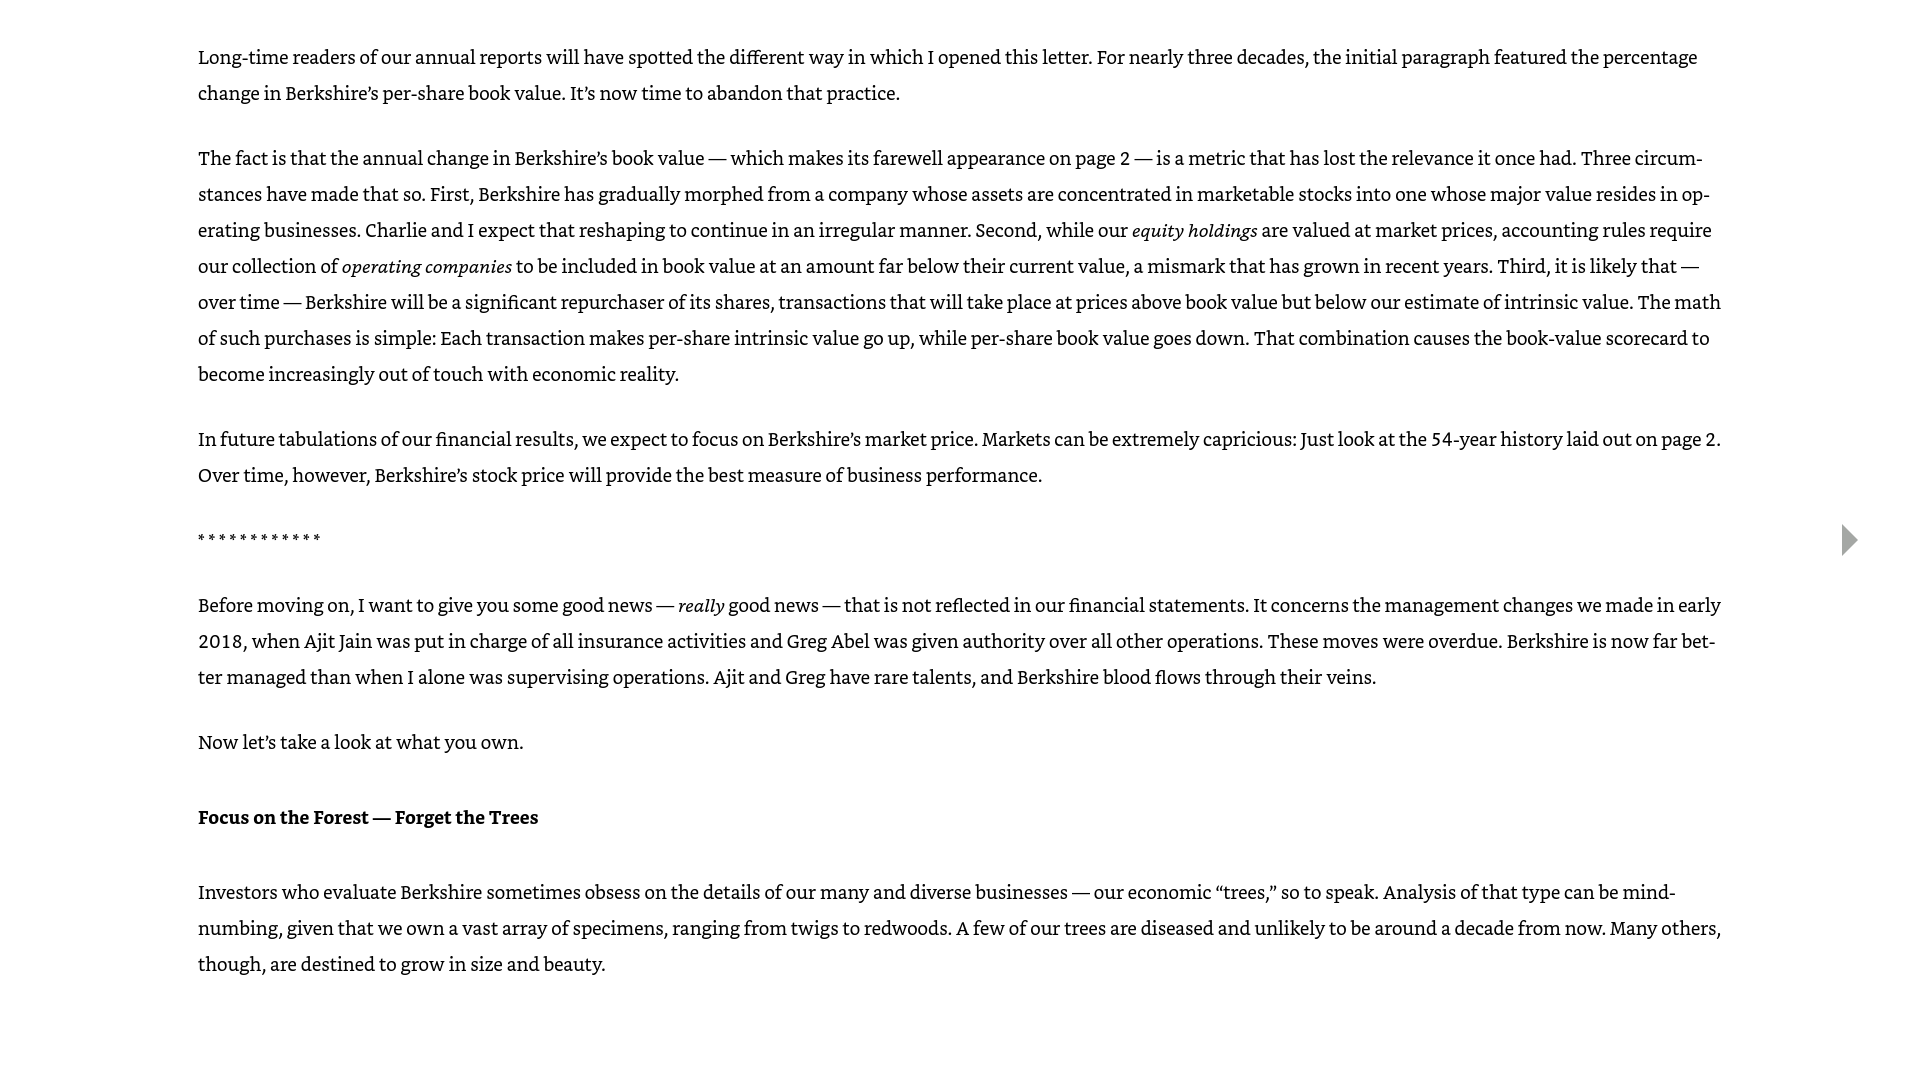 Long-time readers of our annual reports will have spotted the different way in which I opened this letter. For nearly three decades, the initial paragraph featured the percentage
change in Berkshire’s per-share book value. It’s now time to abandon that practice.
The fact is that the annual change in Berkshire’s book value — which makes its farewell appearance on page 2 — is a metric that has lost the relevance it once had. Three circum-
stances have made that so. First, Berkshire has gradually morphed from a company whose assets are concentrated in marketable stocks into one whose major value resides in op-
erating businesses. Charlie and I expect that reshaping to continue in an irregular manner. Second, while our equity holdings are valued at market prices, accounting rules require
our collection of operating companies to be included in book value at an amount far below their current value, a mismark that has grown in recent years. Third, it is likely that —
over time — Berkshire will be a significant repurchaser of its shares, transactions that will take place at prices above book value but below our estimate of intrinsic value. The math
of such purchases is simple: Each transaction makes per-share intrinsic value go up, while per-share book value goes down. That combination causes the book-value scorecard to
become increasingly out of touch with economic reality.
In future tabulations of our financial results, we expect to focus on Berkshire’s market price. Markets can be extremely capricious: Just look at the 54-year history laid out on page 2.
Over time, however, Berkshire’s stock price will provide the best measure of business performance.
* * * * * * * * * * * *
Before moving on, I want to give you some good news — really good news — that is not reflected in our financial statements. It concerns the management changes we made in early
2018, when Ajit Jain was put in charge of all insurance activities and Greg Abel was given authority over all other operations. These moves were overdue. Berkshire is now far bet-
ter managed than when I alone was supervising operations. Ajit and Greg have rare talents, and Berkshire blood flows through their veins.
Now let’s take a look at what you own.
Focus on the Forest — Forget the Trees
Investors who evaluate Berkshire sometimes obsess on the details of our many and diverse businesses — our economic “trees,” so to speak. Analysis of that type can be mind-
numbing, given that we own a vast array of specimens, ranging from twigs to redwoods. A few of our trees are diseased and unlikely to be around a decade from now. Many others,
though, are destined to grow in size and beauty.